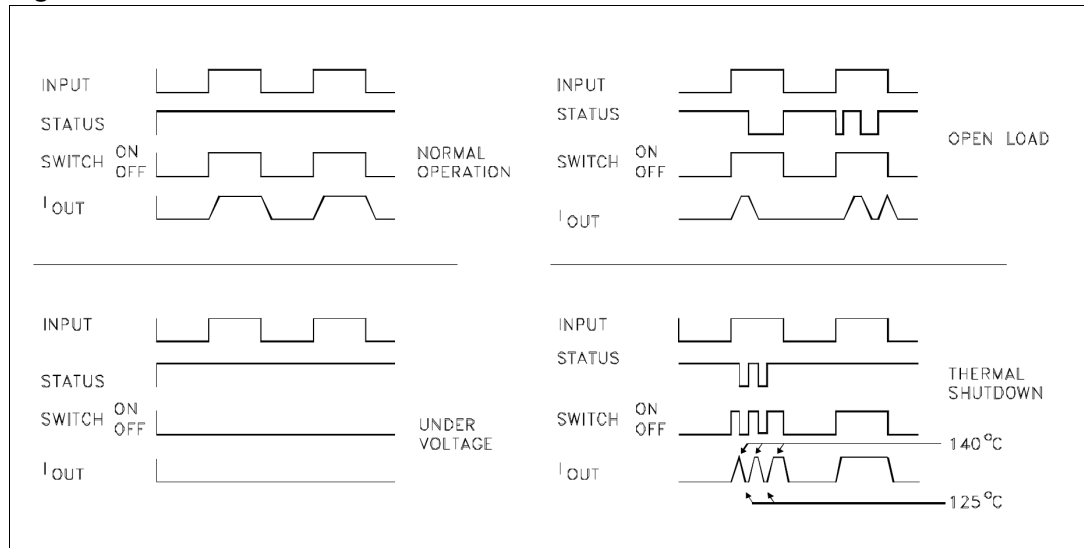 INPUT
STATUS
SWITCH ON OFF
I OUT
NORMAL
OPERATION
INPUT
STATUS
SWITCH ON OFF
I OUT
OPEN LOAD
INPUT
STATUS
SWITCH ON OFF
I OUT
UNDER
VOLTAGE
INPUT
STATUS
SWITCH ON OFF
I OUT
THERMAL
SHUTDOWN
140 °C
125 °C